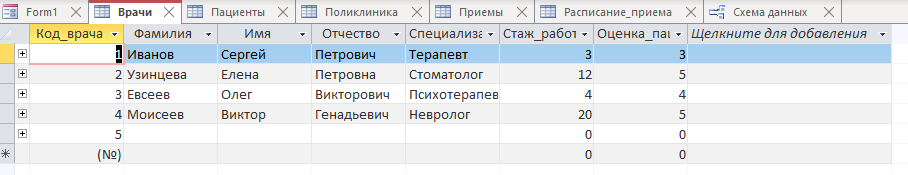 Form1 Врачи Пациенты Поликлиника Приемы Расписание_приема Схема данных
Код_врача Фамилия Имя Отчество Специализа Стаж_работ Оценка_пац Щелкните для добавления
1 Иванов Сергей Петрович Терапевт 3 3
2 Узинцева Елена Петровна Стоматолог 12 5
3 Евсеев Олег Викторович Психотерапев 4 4
4 Моисеев Виктор Генадьевич Невролог 20 5
5 0 0
(№) 0 0